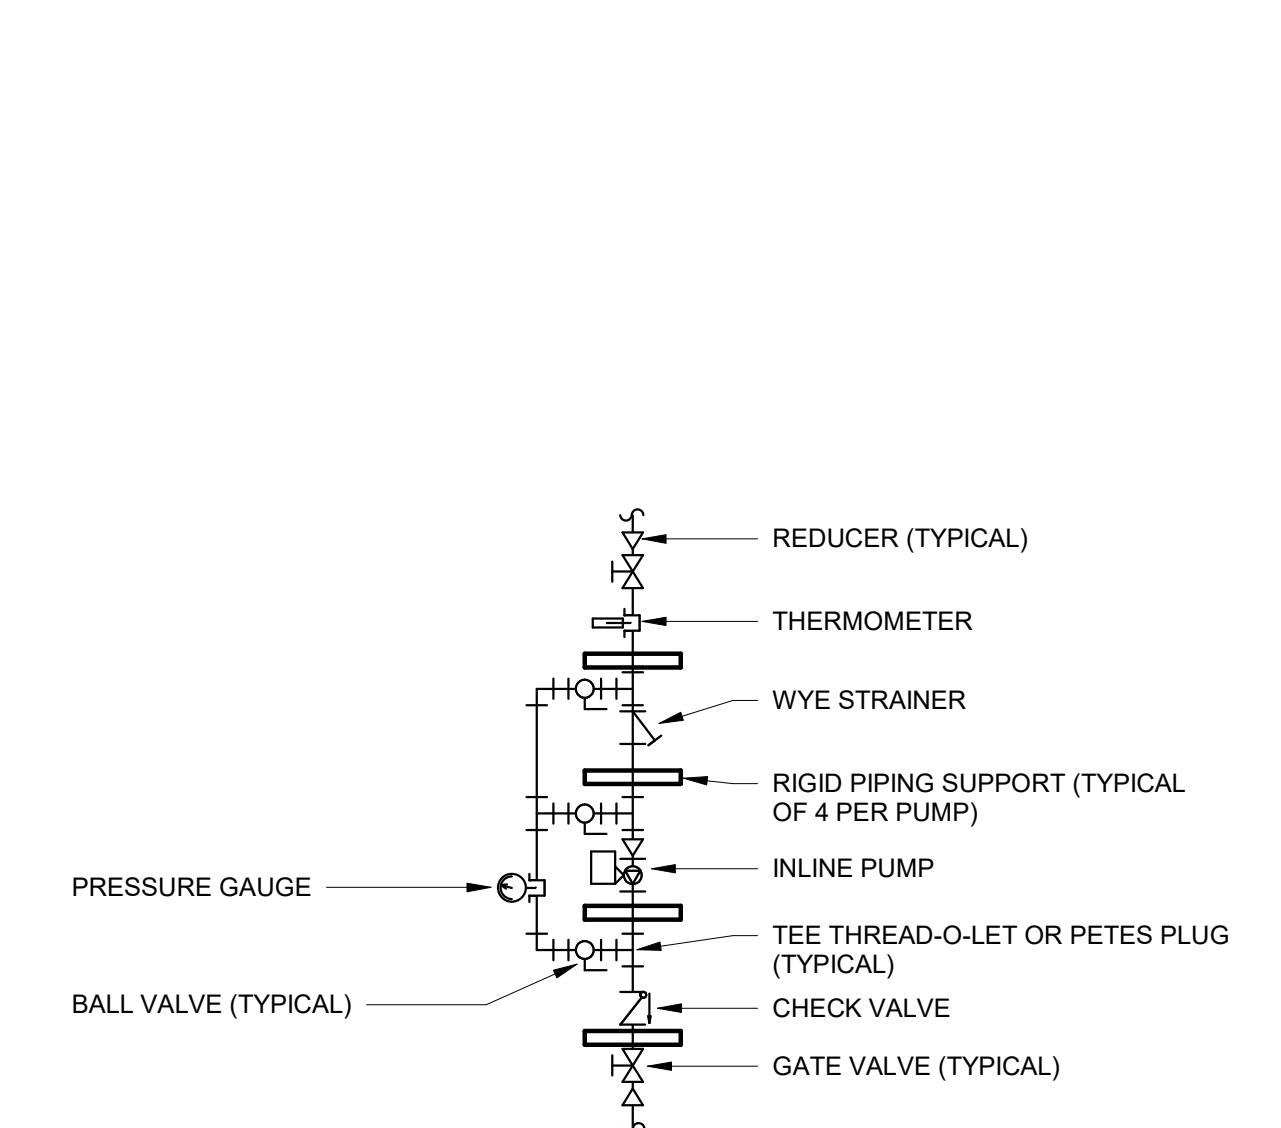 REDUCER (TYPICAL)
THERMOMETER
WYE STRAINER
RIGID PIPING SUPPORT (TYPICAL
OF 4 PER PUMP)
INLINE PUMP
PRESSURE GAUGE
TEE THREAD-O-LET OR PETES PLUG
(TYPICAL)
BALL VALVE (TYPICAL)
CHECK VALVE
GATE VALVE (TYPICAL)